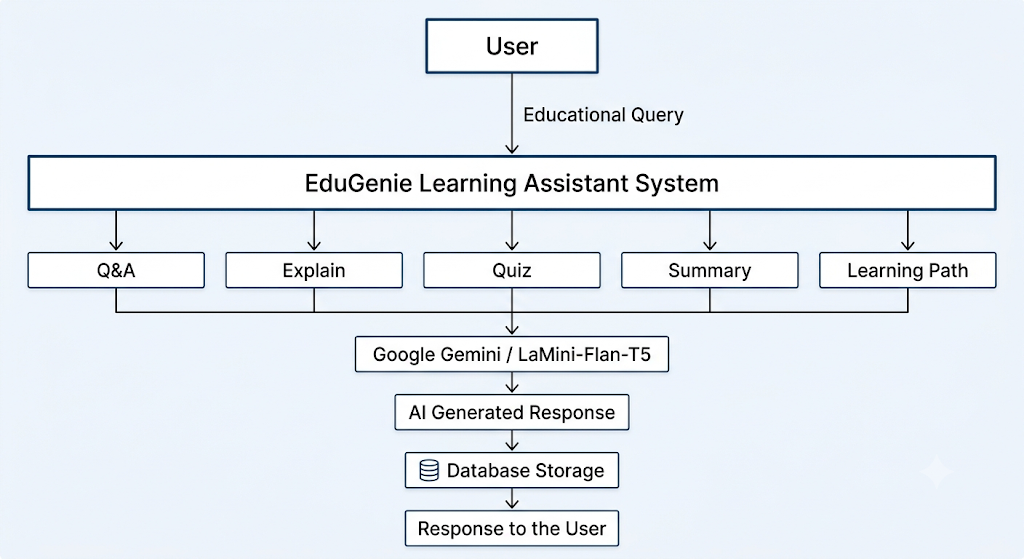 User
Educational Query
EduGenie Learning Assistant System
Q&A
Explain
Quiz
Summary
Learning Path
Google Gemini / LaMini-Flan-T5
AI Generated Response
Database Storage
Response to the User